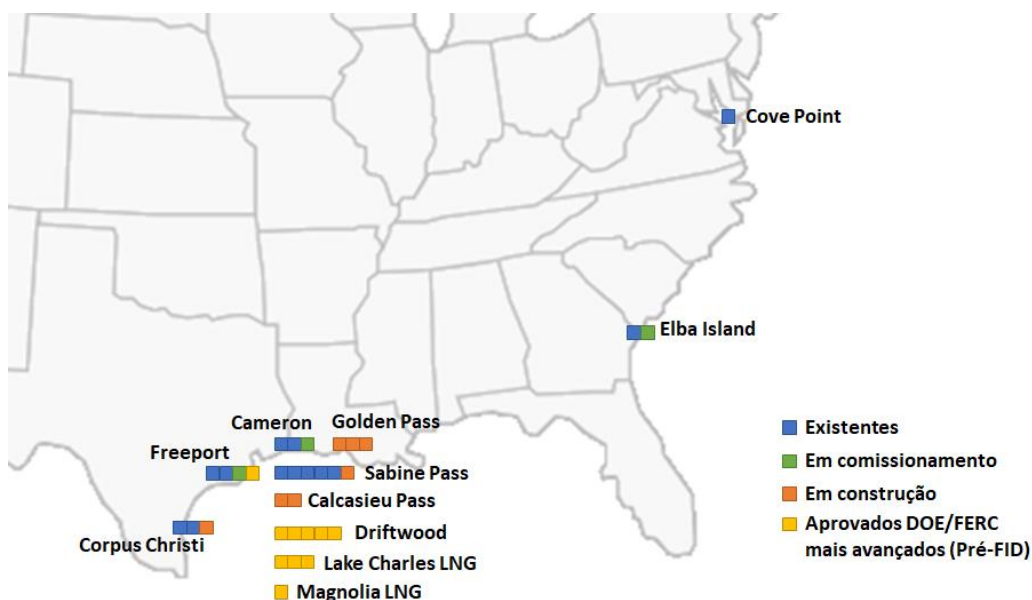 Cove Point
Elba Island
Cameron
Golden Pass
Freeport
Sabine Pass
Calcasieu Pass
Corpus Christi
Driftwood
Lake Charles LNG
Magnolia LNG
Existentes
Em comissionamento
Em construção
Aprovados DOE/FERC
mais avançados (Pré-FID)